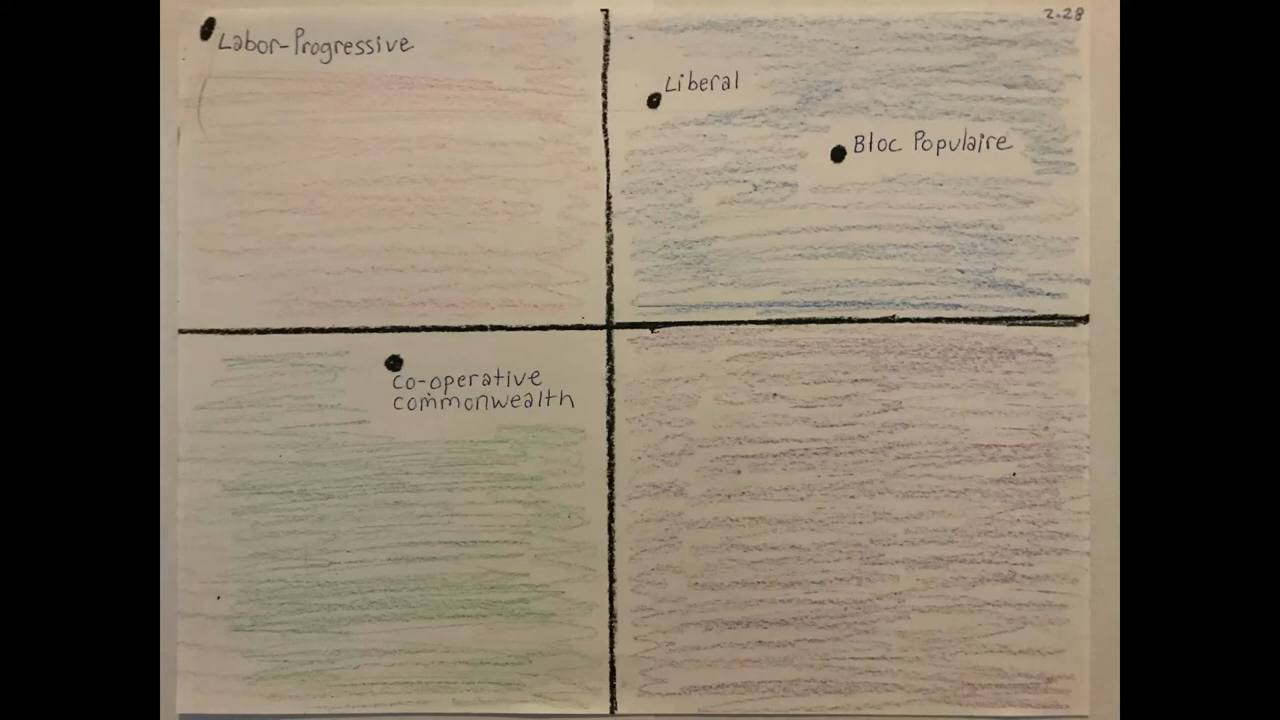 2.28
Labor-Progressive
Liberal
Bloc Populaire
Co-operative
commonwealth